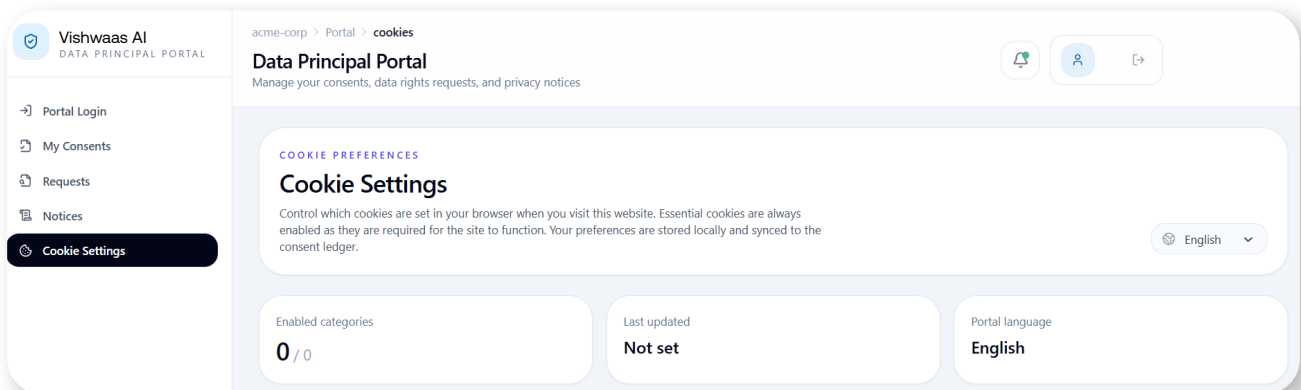 Vishwaas AI
DATA PRINCIPAL PORTAL
Portal Login
My Consents
Requests
Notices
Cookie Settings
acme-corp > Portal > cookies
Data Principal Portal
Manage your consents, data rights requests, and privacy notices
COOKIE PREFERENCES
Cookie Settings
Control which cookies are set in your browser when you visit this website. Essential cookies are always
enabled as they are required for the site to function. Your preferences are stored locally and synced to the
consent ledger.
English
Enabled categories
0 / 0
Last updated
Not set
Portal language
English